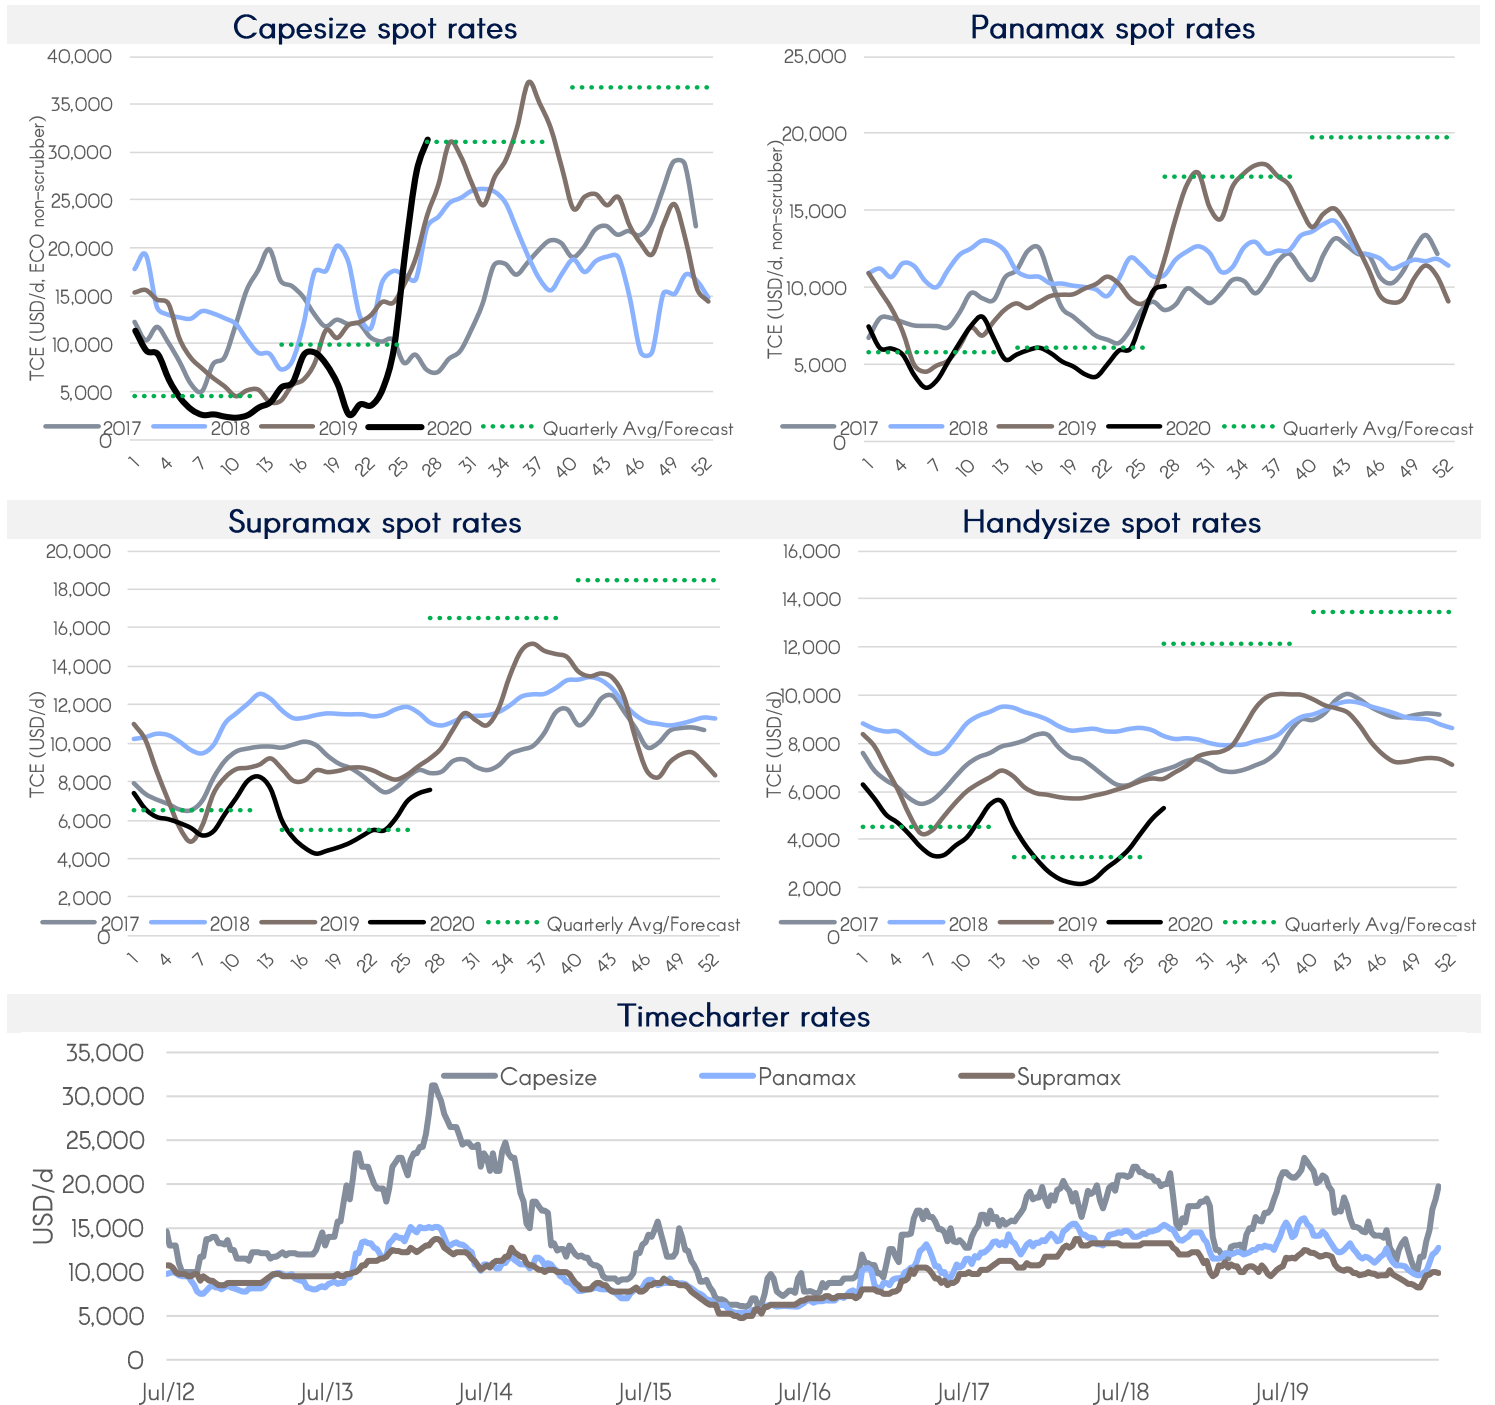 Capesize spot rates
TCE (USD/d, ECO non-scrubber)
40,000
35,000
30,000
25,000
20,000
15,000
10,000
5,000
0
2017 2018 2019 2020 Quarterly Avg/Forecast
1 4 7 10 13 16 19 22 25 28 31 34 37 40 43 46 49 52
Panamax spot rates
TCE (USD/d, non-scrubber)
25,000
20,000
15,000
10,000
5,000
0
2017 2018 2019 2020 Quarterly Avg/Forecast
1 4 7 10 13 16 19 22 25 28 31 34 37 40 43 46 49 52
Supramax spot rates
TCE (USD/d)
20,000
18,000
16,000
14,000
12,000
10,000
8,000
6,000
4,000
2,000
0
2017 2018 2019 2020 Quarterly Avg/Forecast
1 4 7 10 13 16 19 22 25 28 31 34 37 40 43 46 49 52
Handysize spot rates
TCE (USD/d)
16,000
14,000
12,000
10,000
8,000
6,000
4,000
2,000
0
2017 2018 2019 2020 Quarterly Avg/Forecast
1 4 7 10 13 16 19 22 25 28 31 34 37 40 43 46 49 52
Timecharter rates
USD/d
35,000
Capesize Panamax Supramax
30,000
25,000
20,000
15,000
10,000
5,000
0
Jul/12 Jul/13 Jul/14 Jul/15 Jul/16 Jul/17 Jul/18 Jul/19